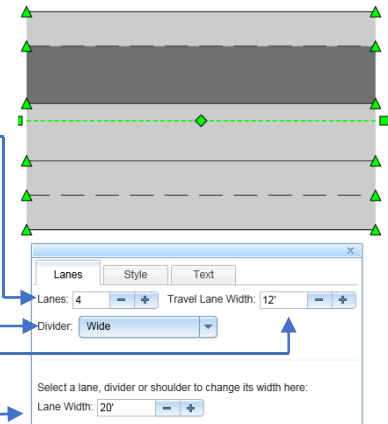 x
Lanes Style Text
Lanes: 4 Travel Lane Width: 12'
Divider: Wide
Select a lane, divider or shoulder to change its width here:
Lane Width: 20'